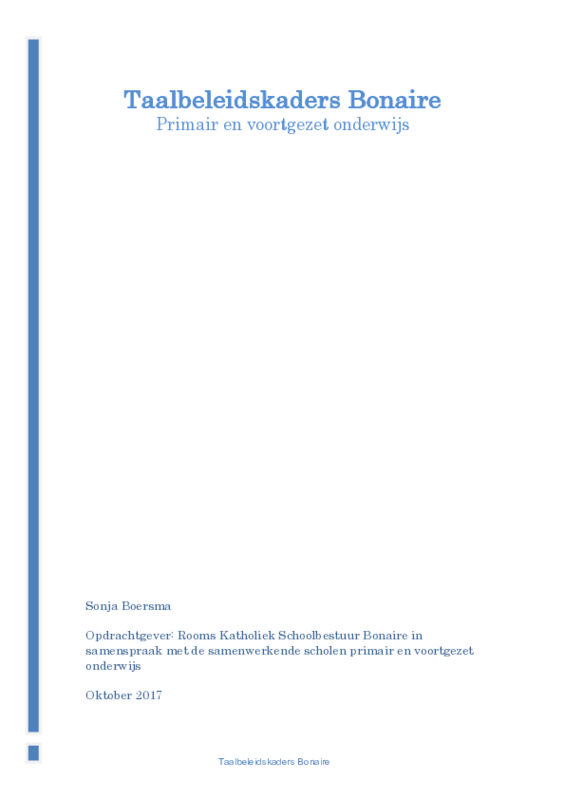 Taalbeleidskaders Bonaire
Primair en voortgezet onderwijs
Sonja Boersma
Opdrachtgever: Rooms Katholiek Schoolbestuur Bonaire in
samenspraak met de samenwerkende scholen primair en voortgezet
onderwijs
Oktober 2017
Taalbeleidskaders Bonaire